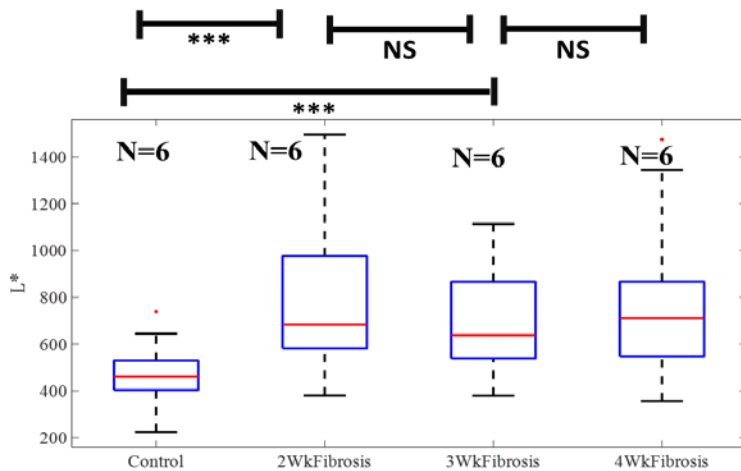 *** NS NS
***
N=6 N=6 N=6 N=6
1400
1200
1000
800
600
400
200
L*
Control 2WkFibrosis 3WkFibrosis 4WkFibrosis